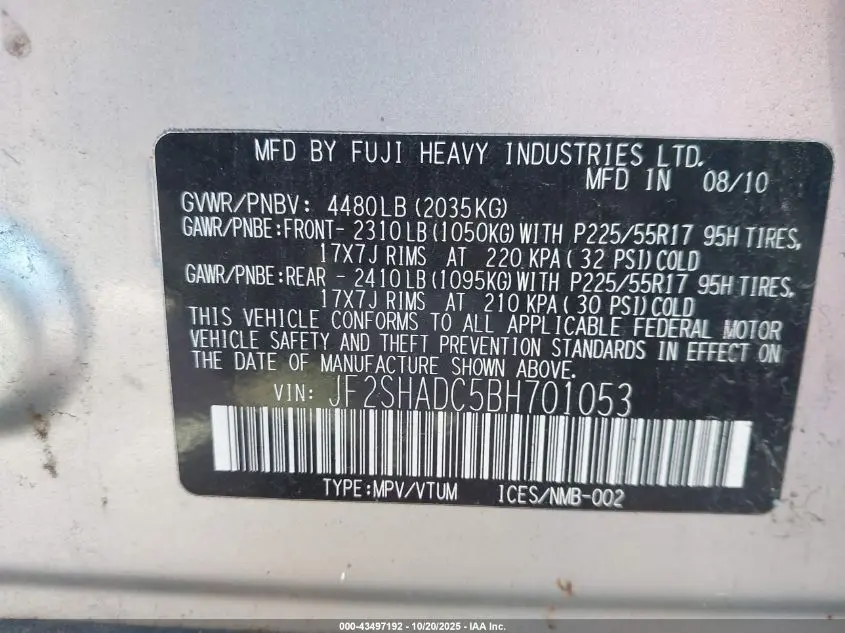 MFD BY FUJI HEAVY INDUSTRIES LTD.
MFD IN 08/10
GVWR/PNBV: 4480LB (2035KG)
GAWR/PNBE:FRONT- 2310LB (1050KG) WITH P225/55R17 95H TIRES,
17X7J RIMS AT 220 KPA ( 32 PSI) COLD
GAWR/PNBE:REAR - 2410LB (1095KG) WITH P225/55R17 95H TIRES,
17X7J RIMS AT 210 KPA ( 30 PSI) COLD
THIS VEHICLE CONFORMS TO ALL APPLICABLE FEDERAL MOTOR
VEHICLE SAFETY AND THEFT PREVENTION STANDARDS IN EFFECT ON
THE DATE OF MANUFACTURE SHOWN ABOVE.
VIN: JF2SHADC5BH701053
TYPE:MPV/VTUM ICES/NMB-002
000-43497192 - 10/20/2025 - IAA Inc.